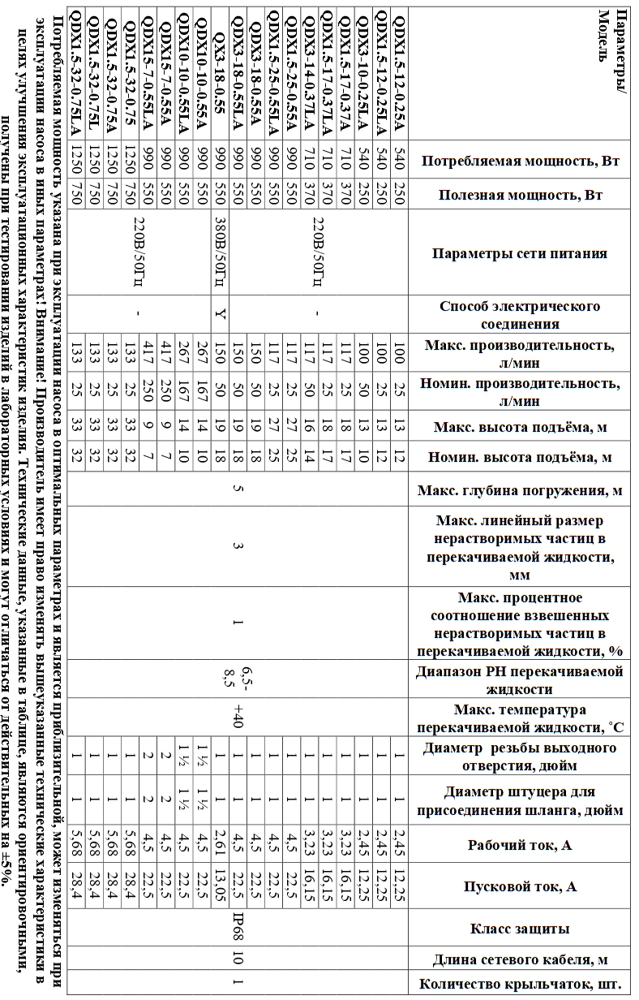 Параметры/
Модель
Потребляемая мощность, Вт
Полезная мощность, Вт
Параметры сети питания
Способ электрического
соединения
Макс. производительность,
л/мин
Номин. производительность,
л/мин
Макс. высота подъёма, м
Номин. высота подъёма, м
Макс. глубина погружения, м
Макс. линейный размер
нерастворимых частиц в
перекачиваемой жидкости,
мм
Макс. процентное
соотношение взвешенных
нерастворимых частиц в
перекачиваемой жидкости, %
Диапазон PH перекачиваемой
жидкости
Макс. температура
перекачиваемой жидкости, ˚С
Диаметр резьбы выходного
отверстия, дюйм
Диаметр штуцера для
присоединения шланга, дюйм
Рабочий ток, А
Пусковой ток, А
Класс защиты
Длина сетевого кабеля, м
Количество крыльчаток, шт.
QDX1.5-12-0.25A 540 250 100 25 13 12 1 1 2,45 12,25
QDX1.5-12-0.25LA 540 250 100 25 13 12 1 1 2,45 12,25
QDX3-10-0.25LA 540 250 100 50 13 10 1 1 2,45 12,25
QDX1.5-17-0.37A 710 370 117 25 18 17 1 1 3,23 16,15
QDX1.5-17-0.37LA 710 370 220В/50Гц - 117 25 18 17 1 1 3,23 16,15
QDX3-14-0.37LA 710 370 117 50 16 14 1 1 3,23 16,15
QDX1.5-25-0.55A 990 550 117 25 27 25 1 1 4,5 22,5
QDX1.5-25-0.55LA 990 550 117 25 27 25 1 1 4,5 22,5
QDX3-18-0.55A 990 550 150 50 19 18 1 1 4,5 22,5
QDX3-18-0.55LA 990 550 150 50 19 18 5 3 1 6,5-
8,5 +40 1 1 4,5 22,5 IP68 10 1
QX3-18-0.55 990 550 380В/50Гц Y 150 50 19 18 1 1 2,61 13,05
QDX10-10-0.55A 990 550 267 167 14 10 1 ½ 1 ½ 4,5 22,5
QDX10-10-0.55LA 990 550 267 167 14 10 1 ½ 1 ½ 4,5 22,5
QDX15-7-0.55A 990 550 417 250 9 7 2 2 4,5 22,5
QDX15-7-0.55LA 990 550 220В/50Гц - 417 250 9 7 2 2 4,5 22,5
QDX1.5-32-0.75 1250 750 133 25 33 32 1 1 5,68 28,4
QDX1.5-32-0.75A 1250 750 133 25 33 32 1 1 5,68 28,4
QDX1.5-32-0.75L 1250 750 133 25 33 32 1 1 5,68 28,4
QDX1.5-32-0.75LA 1250 750 133 25 33 32 1 1 5,68 28,4
Потребляемая мощность указана при эксплуатации насоса в оптимальных параметрах и является приблизительной, может изменяться при
эксплуатации насоса в иных параметрах! Внимание! Производитель имеет право изменять вышеуказанные технические характеристики в
целях улучшения эксплуатационных характеристик изделия. Технические данные, указанные в таблице, являются ориентировочными,
получены при тестировании изделий в лабораторных условиях и могут отличаться от действительных на ±5%.